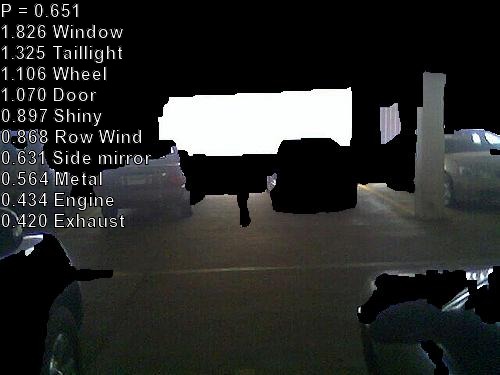 P = 0.651
1.826 Window
1.325 Taillight
1.106 Wheel
1.070 Door
0.897 Shiny
0.868 Row Wind
0.631 Side mirror
0.564 Metal
0.434 Engine
0.420 Exhaust